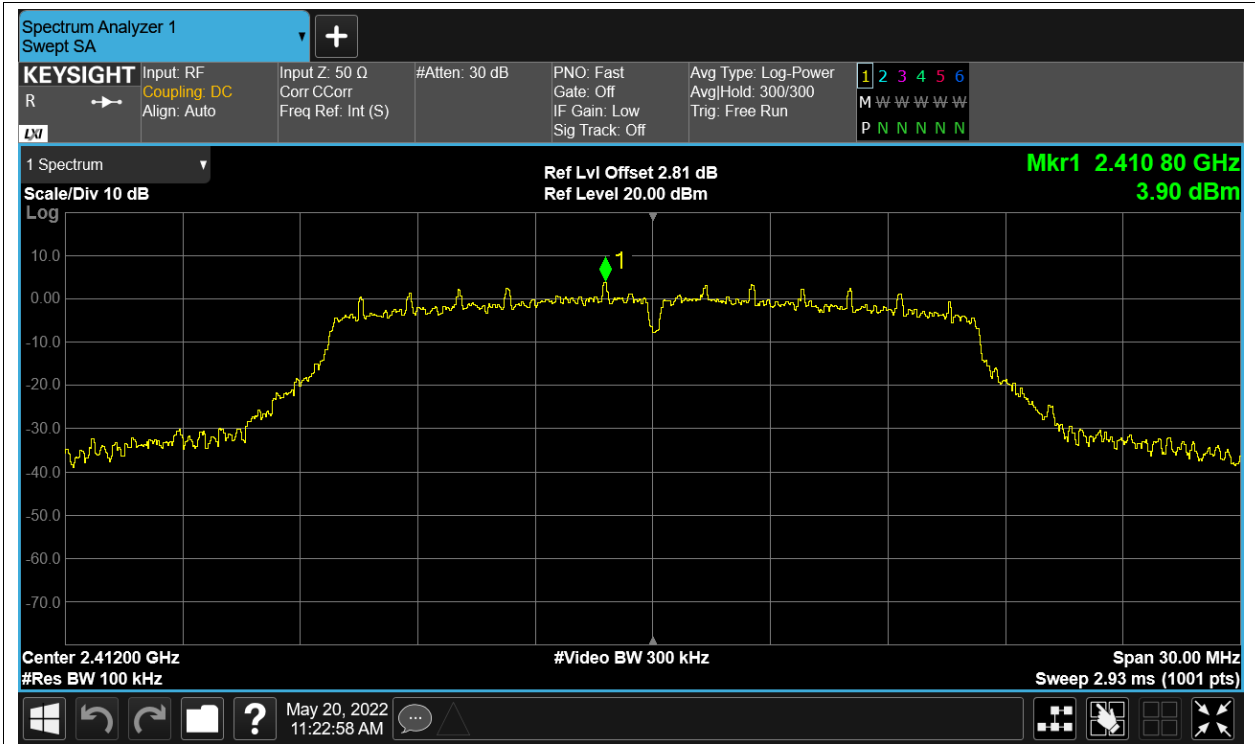 Spectrum Analyzer 1
Swept SA
KEYSIGHT
R
LXI
Input: RF
Coupling: DC
Align: Auto
Input Z: 50 Ω
Corr CCorr
Freq Ref: Int (S)
#Atten: 30 dB
PNO: Fast
Gate: Off
IF Gain: Low
Sig Track: Off
Avg Type: Log-Power
Avg|Hold: 300/300
Trig: Free Run
1 2 3 4 5 6
M W W W W W
P N N N N N
1 Spectrum
Scale/Div 10 dB
Log
Ref Lvl Offset 2.81 dB
Ref Level 20.00 dBm
Mkr1 2.410 80 GHz
3.90 dBm
1
10.0
0.00
-10.0
-20.0
-30.0
-40.0
-50.0
-60.0
-70.0
Center 2.41200 GHz
#Res BW 100 kHz
#Video BW 300 kHz
Span 30.00 MHz
Sweep 2.93 ms (1001 pts)
?
May 20, 2022
11:22:58 AM